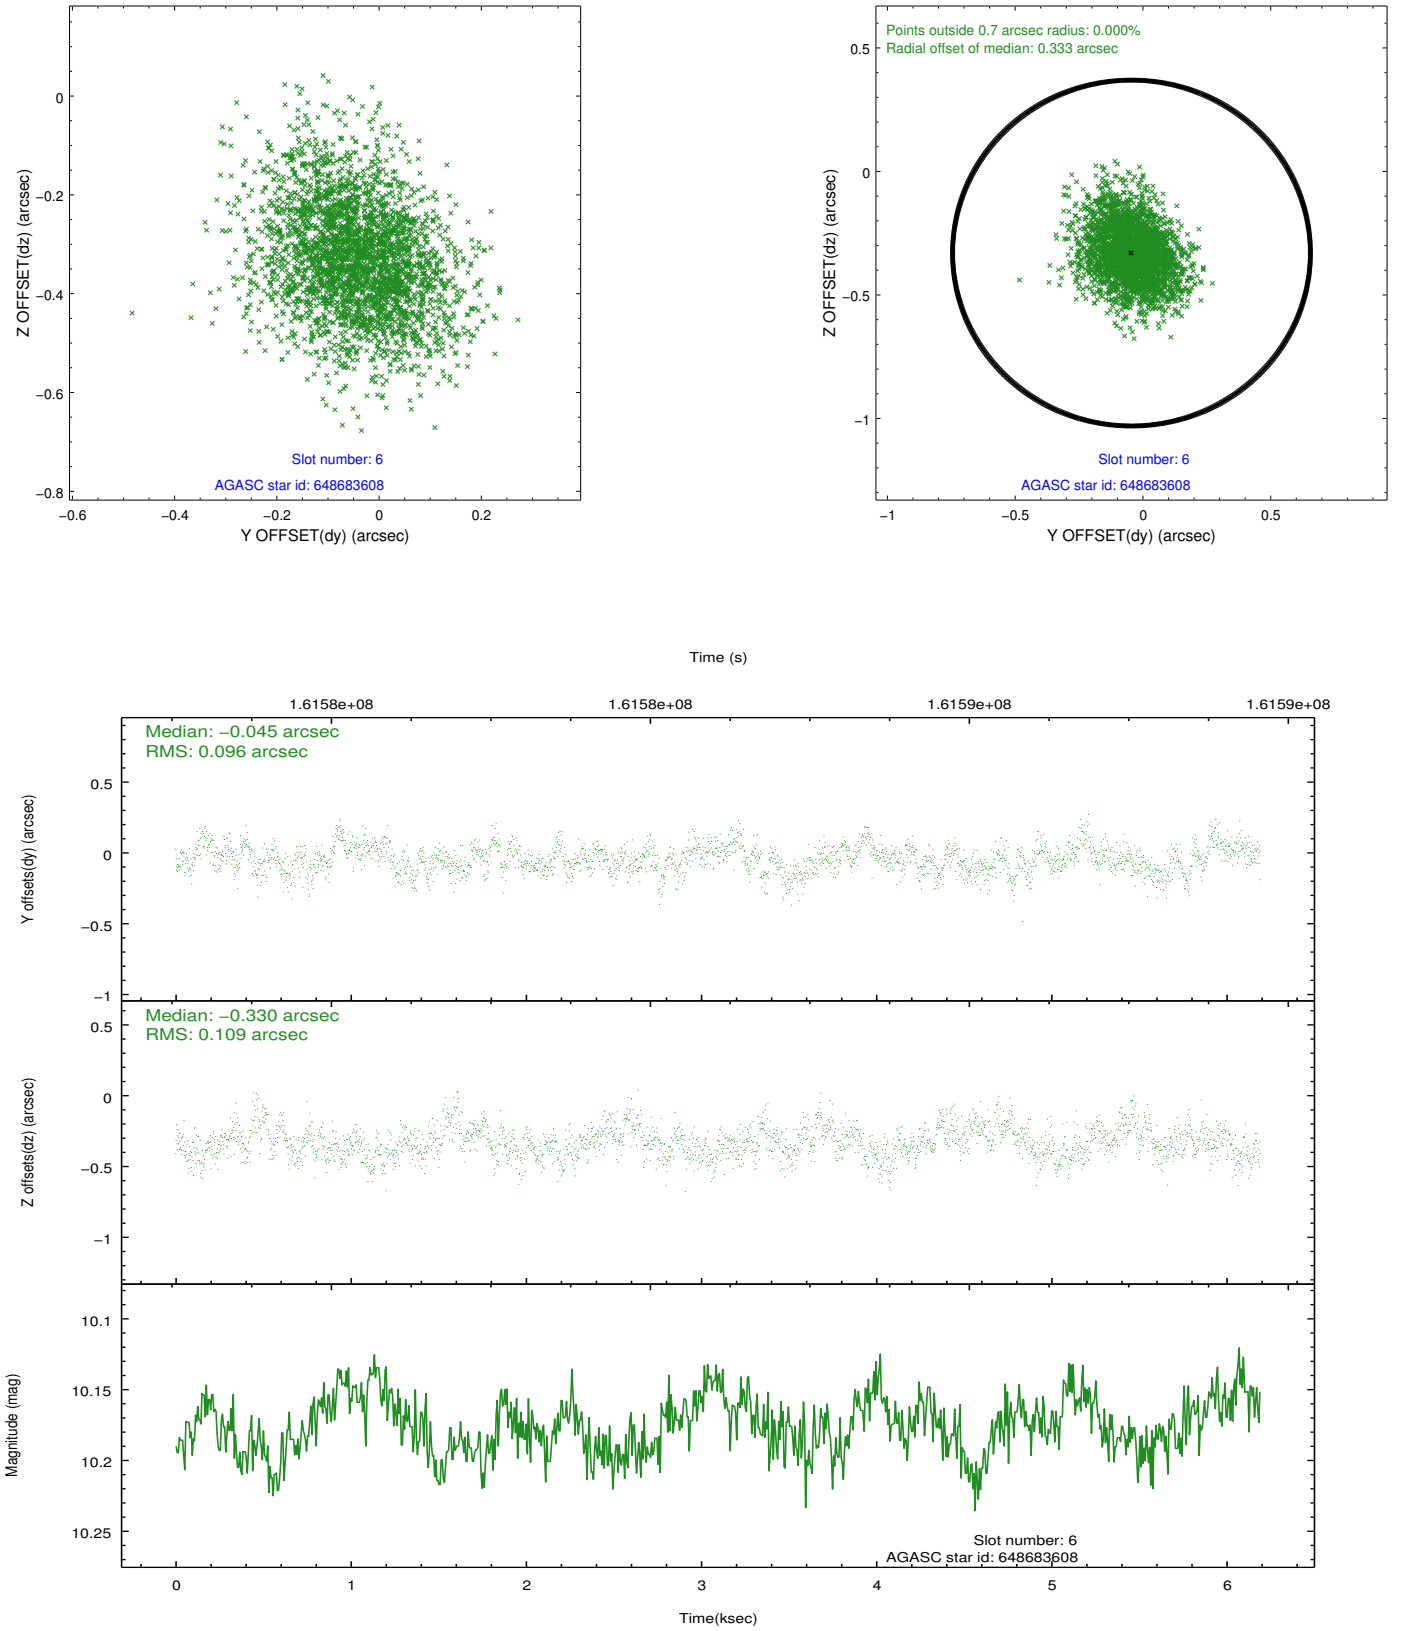 0
−0.2
−0.4
−0.6
−0.8
Z OFFSET(dz) (arcsec)
Slot number: 6
AGASC star id: 648683608
−0.6
−0.4
−0.2
0
0.2
Y OFFSET(dy) (arcsec)
Points outside 0.7 arcsec radius: 0.000%
Radial offset of median: 0.333 arcsec
0.5
0
−0.5
−1
Z OFFSET(dz) (arcsec)
Slot number: 6
AGASC star id: 648683608
−1
−0.5
0
0.5
Y OFFSET(dy) (arcsec)
Time (s)
1.6158e+08
1.6158e+08
1.6159e+08
1.6159e+08
Median: −0.045 arcsec
RMS: 0.096 arcsec
0.5
0
−0.5
−1
Y offsets(dy) (arcsec)
Median: −0.330 arcsec
RMS: 0.109 arcsec
0.5
0
−0.5
−1
Z offsets(dz) (arcsec)
10.1
10.15
10.2
10.25
Magnitude (mag)
Slot number: 6
AGASC star id: 648683608
0
1
2
3
4
5
6
Time(ksec)